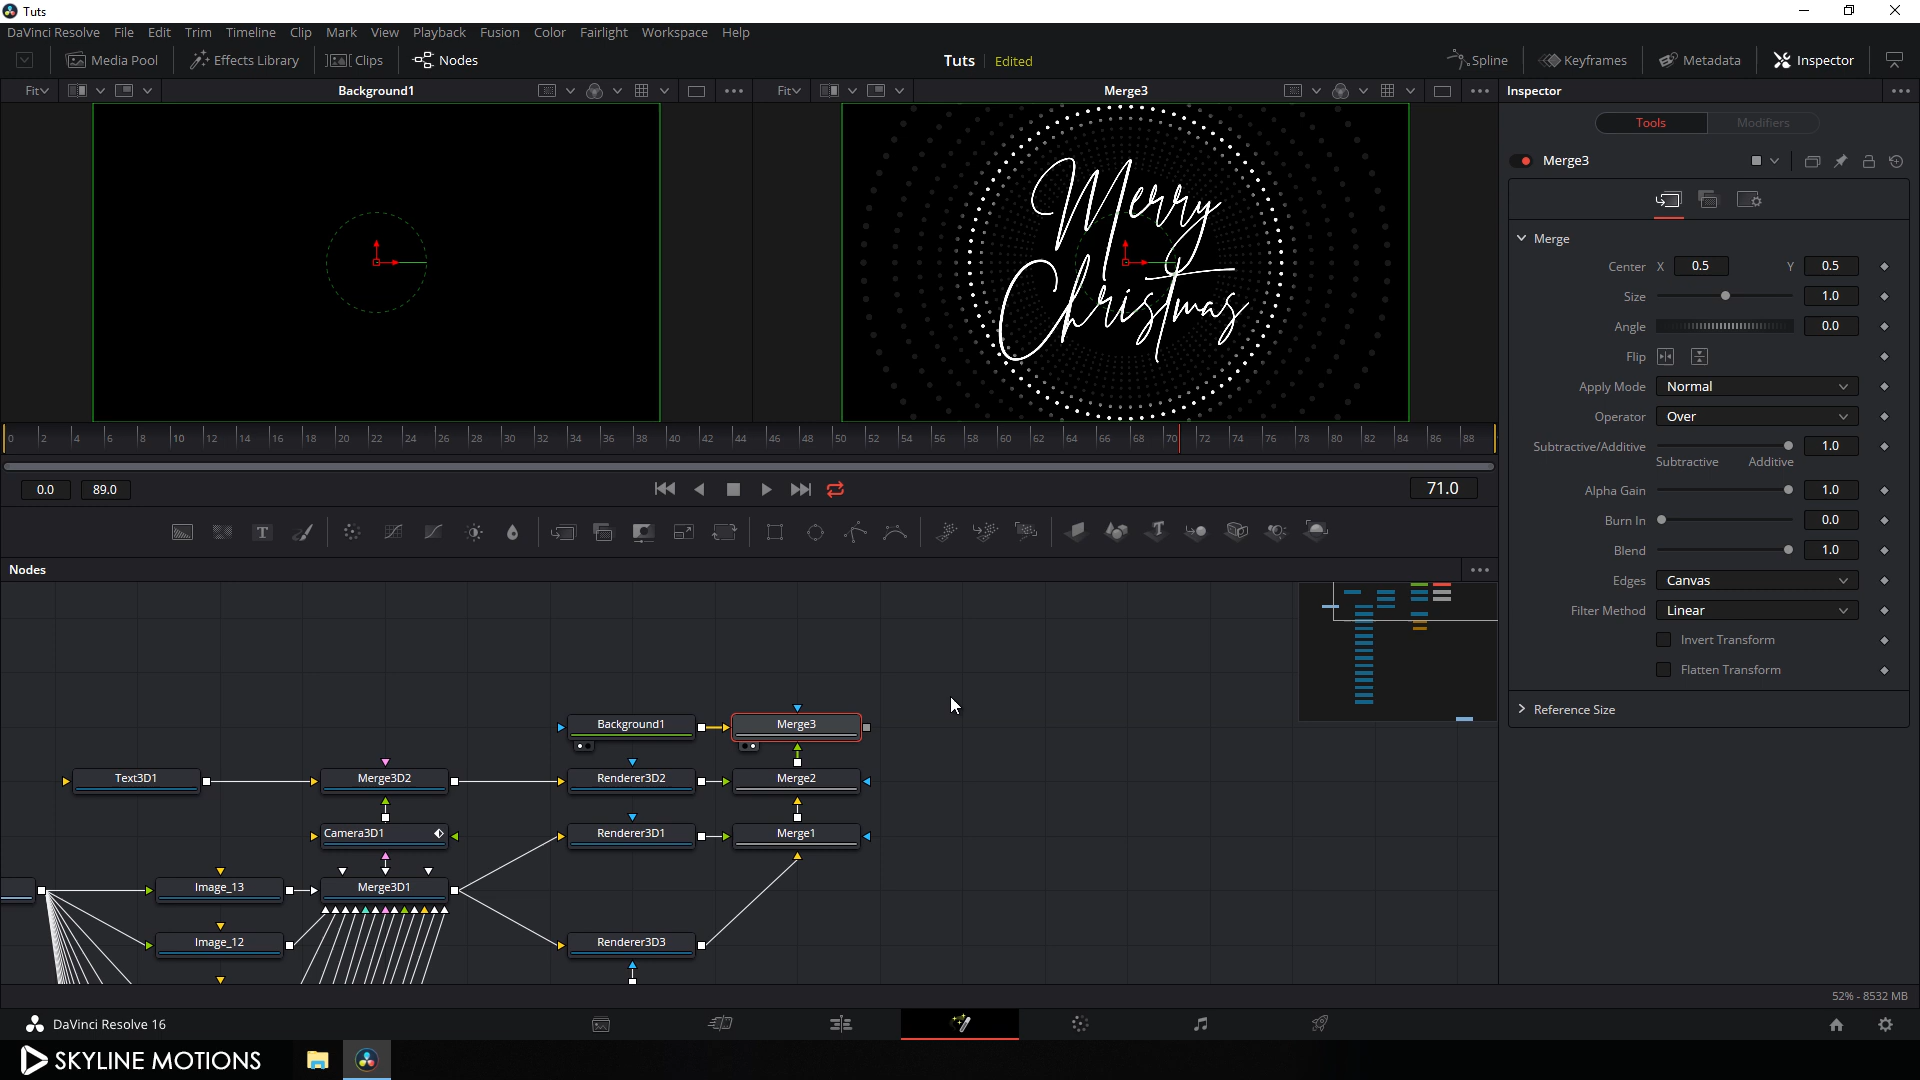 Tuts
DaVinci Resolve File Edit Trim Timeline Clip Mark View Playback Fusion Color Fairlight Workspace Help
Media Pool Effects Library Clips Nodes Tuts Edited Spline Keyframes Metadata Inspector
Fit Background1 Fit Merge3 Inspector
Tools Modifiers
Merge3
Merry
Christmas
Merge
Center X 0.5 Y 0.5
Size 1.0
Angle 0.0
Flip
Apply Mode Normal
Operator Over
Subtractive/Additive 1.0
Subtractive Additive
Alpha Gain 1.0
Burn In 0.0
Blend 1.0
Edges Canvas
Filter Method Linear
Invert Transform
Flatten Transform
Reference Size
0 2 4 6 8 10 12 14 16 18 20 22 24 26 28 30 32 34 36 38 40 42 44 46 48 50 52 54 56 58 60 62 64 66 68 70 72 74 76 78 80 82 84 86 88
0.0 89.0 71.0
Nodes
Background1 Merge3
Text3D1 Merge3D2 Renderer3D2 Merge2
Camera3D1 Renderer3D1 Merge1
Image_13 Merge3D1
Image_12 Renderer3D3
52% - 8532 MB
DaVinci Resolve 16
SKYLINE MOTIONS